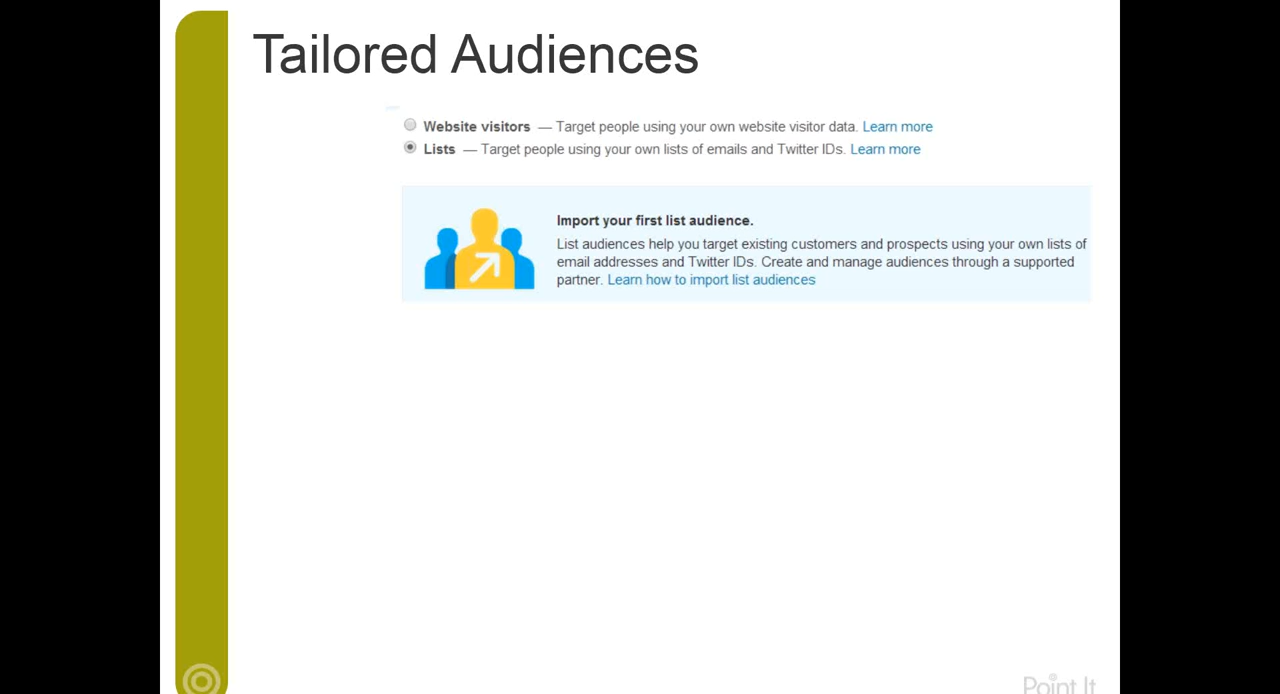 Tailored Audiences
Website visitors — Target people using your own website visitor data. Learn more
Lists — Target people using your own lists of emails and Twitter IDs. Learn more
Import your first list audience.
List audiences help you target existing customers and prospects using your own lists of
email addresses and Twitter IDs. Create and manage audiences through a supported
partner. Learn how to import list audiences
Point It